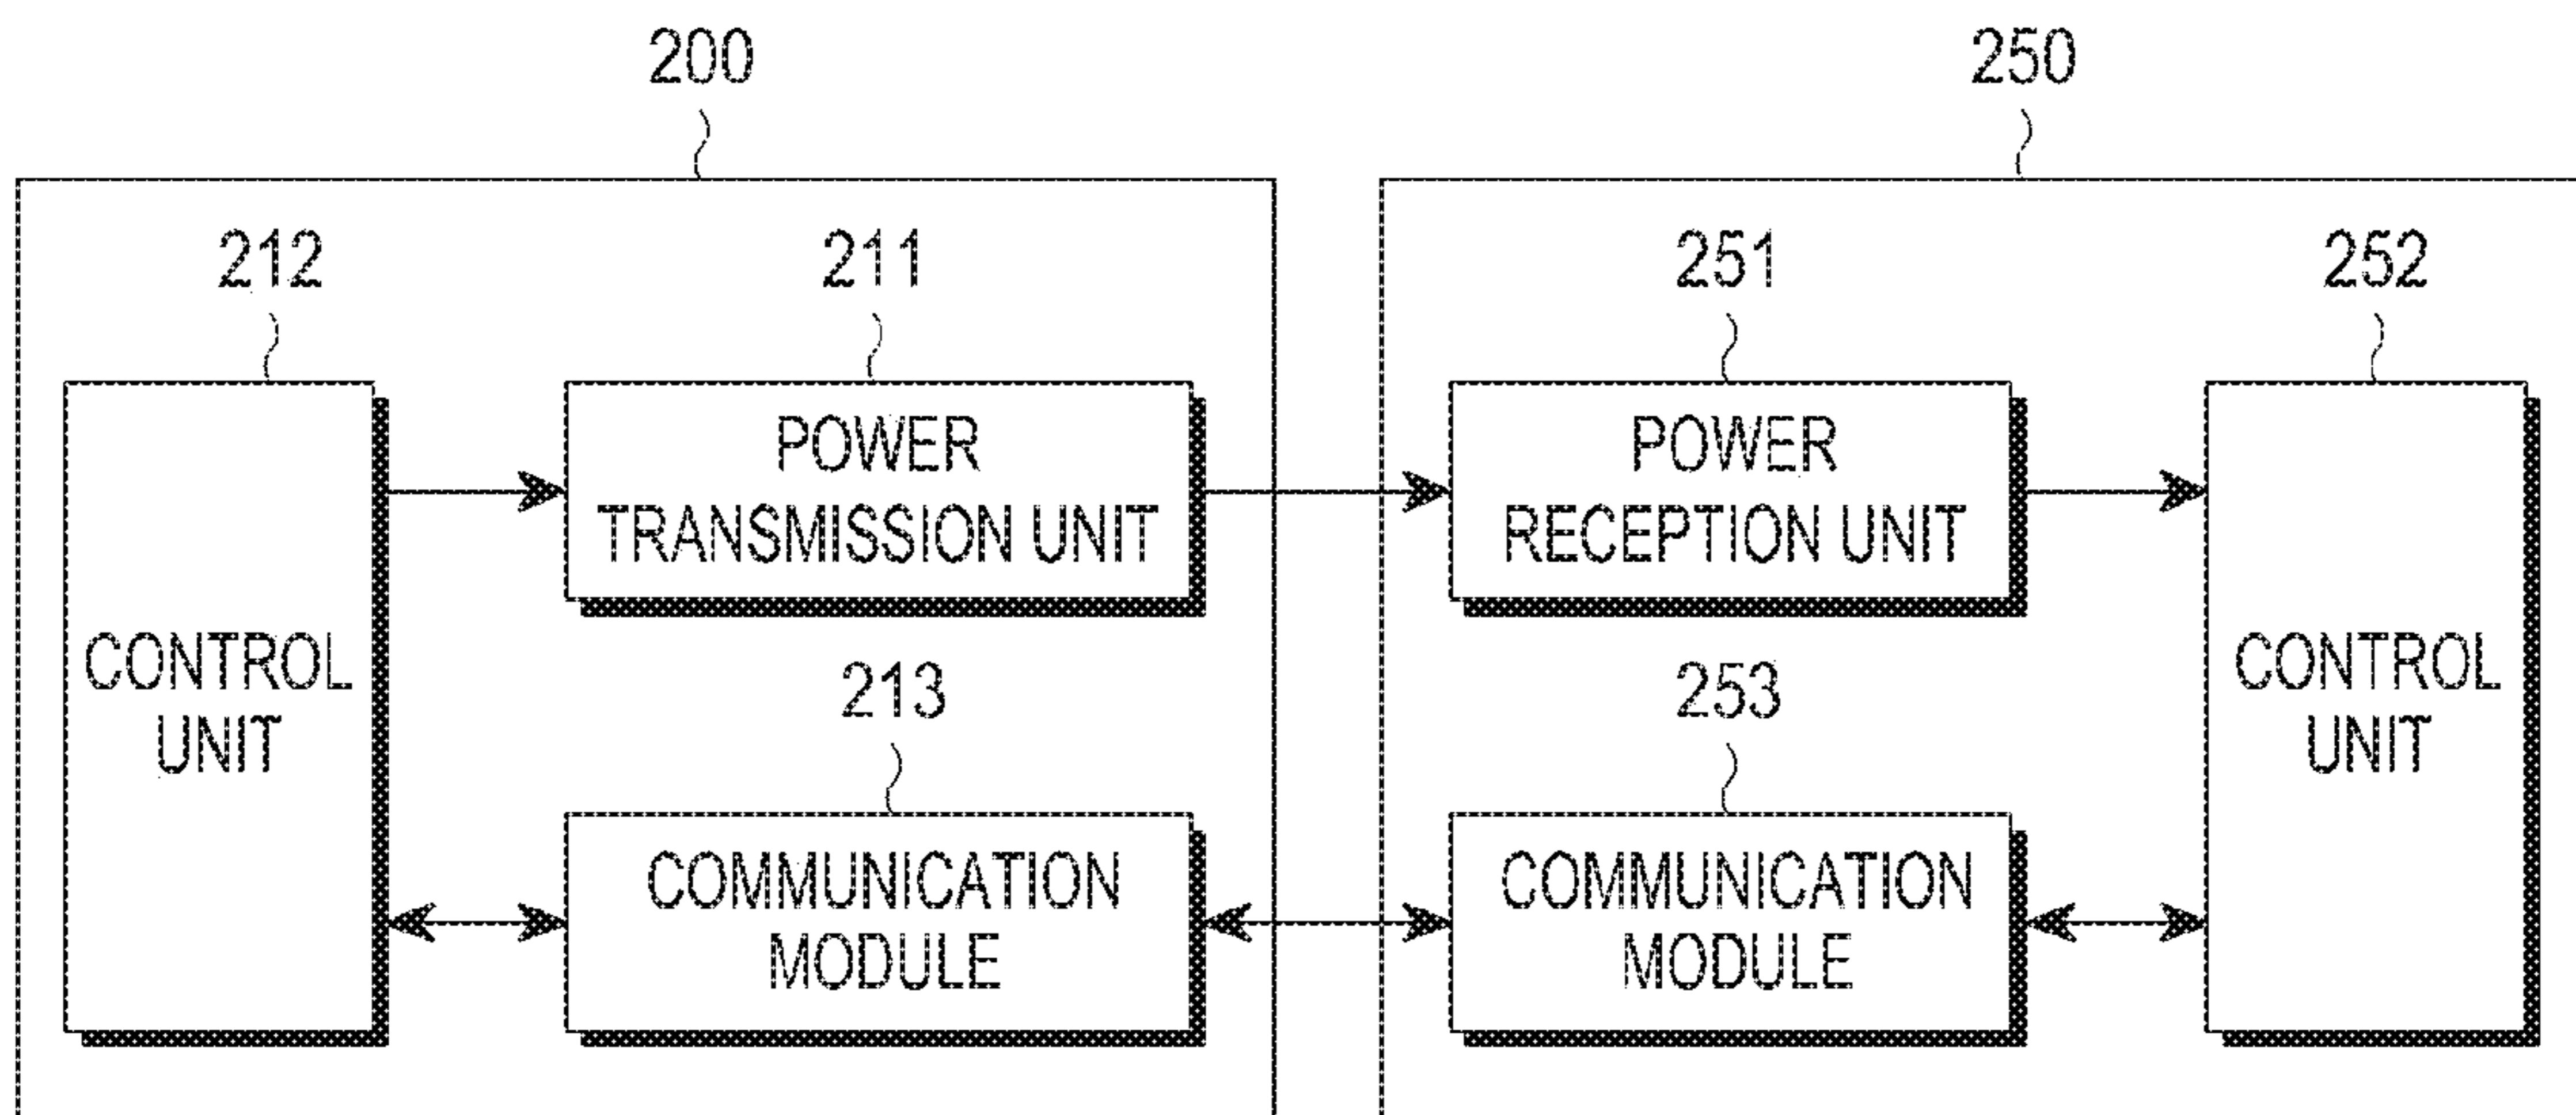 200
250
212
211
251
252
POWER
TRANSMISSION UNIT
POWER
RECEPTION UNIT
CONTROL
UNIT
213
253
CONTROL
UNIT
COMMUNICATION
MODULE
COMMUNICATION
MODULE